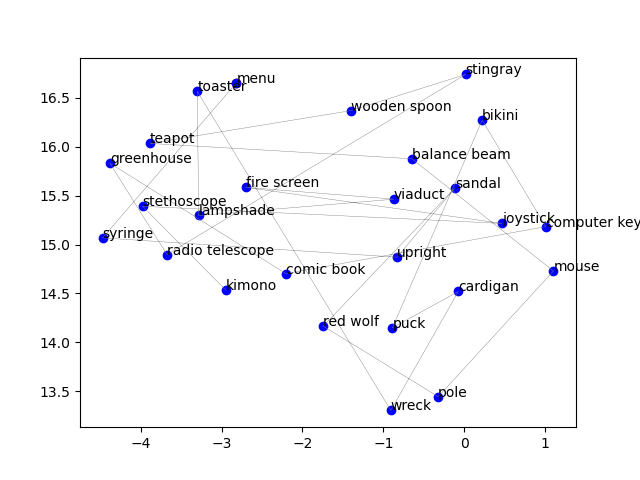 stingray
menu
toaster
wooden spoon
bikini
teapot
balance beam
greenhouse
fire screen
sandal
viaduct
stethoscope
lampshade
joystick
computer key
syringe
radio telescope
upright
comic book
mouse
kimono
cardigan
red wolf
puck
pole
wreck
16.5
16.0
15.5
15.0
14.5
14.0
13.5
−4
−3
−2
−1
0
1